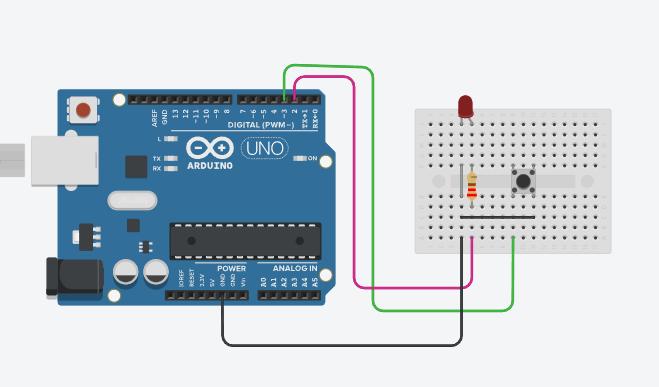 AREF
GND
13
12
~11
~10
~9
8
7
~6
~5
4
~3
2
TX→1
RX←0
DIGITAL (PWM~)
L
TX
RX
ARDUINO
UNO
ON
POWER
ANALOG IN
IOREF
RESET
3.3V
5V
GND
GND
Vin
A0
A1
A2
A3
A4
A5